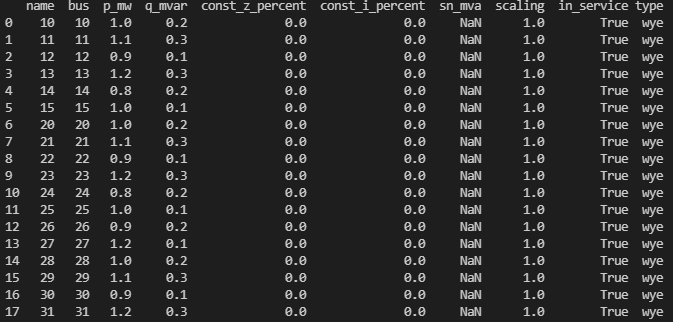 name bus p_mw q_mvar const_z_percent const_i_percent sn_mva scaling in_service type
0 10 10 1.0 0.2 0.0 0.0 NaN 1.0 True wye
1 11 11 1.1 0.3 0.0 0.0 NaN 1.0 True wye
2 12 12 0.9 0.1 0.0 0.0 NaN 1.0 True wye
3 13 13 1.2 0.3 0.0 0.0 NaN 1.0 True wye
4 14 14 0.8 0.2 0.0 0.0 NaN 1.0 True wye
5 15 15 1.0 0.1 0.0 0.0 NaN 1.0 True wye
6 20 20 1.0 0.2 0.0 0.0 NaN 1.0 True wye
7 21 21 1.1 0.3 0.0 0.0 NaN 1.0 True wye
8 22 22 0.9 0.1 0.0 0.0 NaN 1.0 True wye
9 23 23 1.2 0.3 0.0 0.0 NaN 1.0 True wye
10 24 24 0.8 0.2 0.0 0.0 NaN 1.0 True wye
11 25 25 1.0 0.1 0.0 0.0 NaN 1.0 True wye
12 26 26 0.9 0.2 0.0 0.0 NaN 1.0 True wye
13 27 27 1.2 0.1 0.0 0.0 NaN 1.0 True wye
14 28 28 1.0 0.2 0.0 0.0 NaN 1.0 True wye
15 29 29 1.1 0.3 0.0 0.0 NaN 1.0 True wye
16 30 30 0.9 0.1 0.0 0.0 NaN 1.0 True wye
17 31 31 1.2 0.3 0.0 0.0 NaN 1.0 True wye